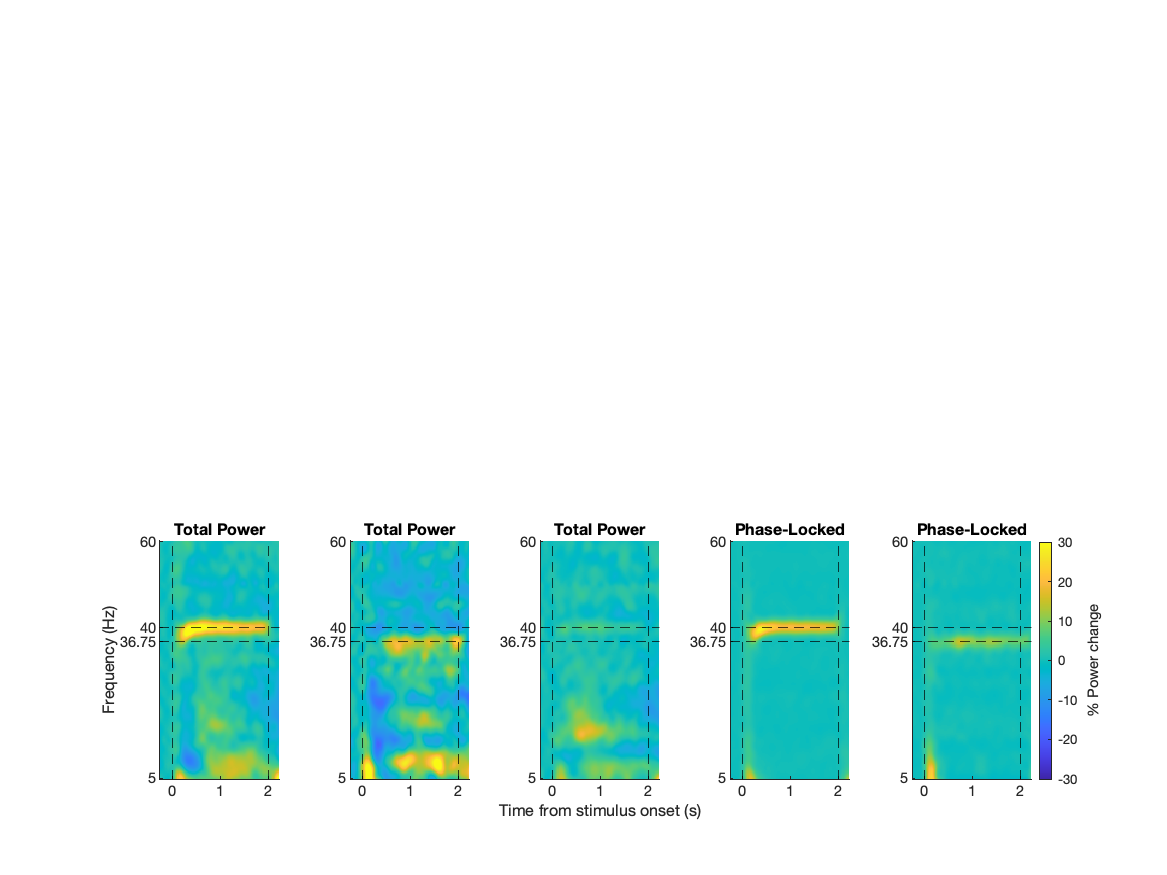 Total Power Total Power Total Power Phase-Locked Phase-Locked
60 60 60 60 60 30
20
40 40 40 40 40 10
36.75 36.75 36.75 36.75 36.75
0
-10
-20
5 5 5 5 5 -30
0 1 2 0 1 2 0 1 2 0 1 2 0 1 2
Frequency (Hz)
Time from stimulus onset (s)
% Power change